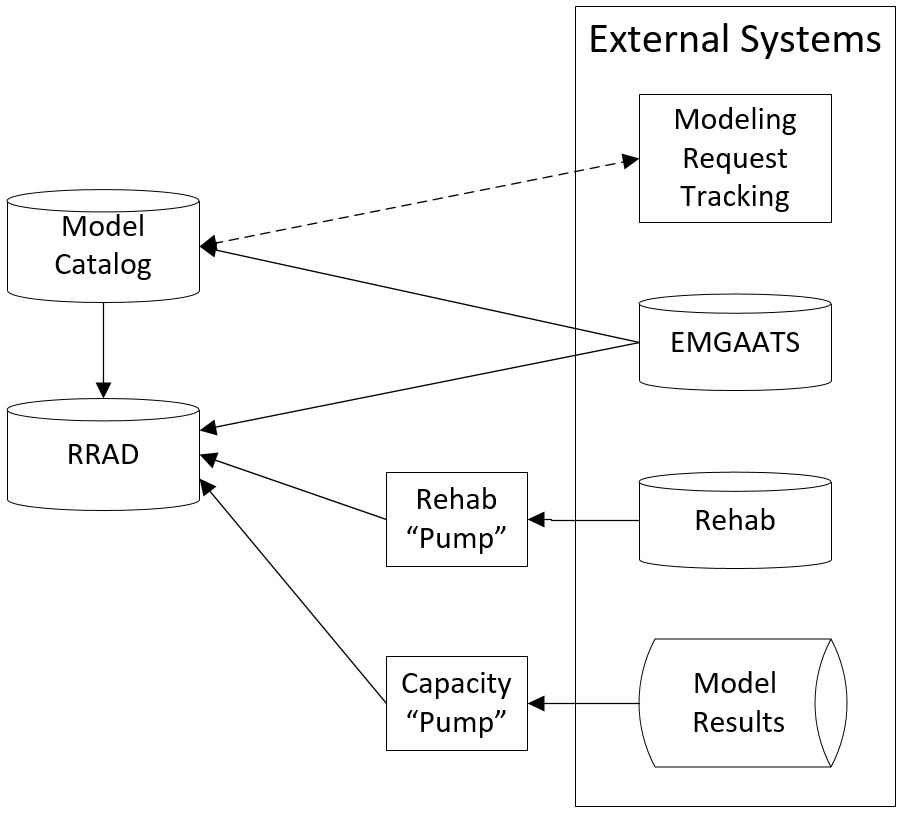 External Systems
Modeling
Request
Tracking
Model
Catalog
EMGAATS
RRAD
Rehab
“Pump”
Rehab
Capacity
“Pump”
Model
Results